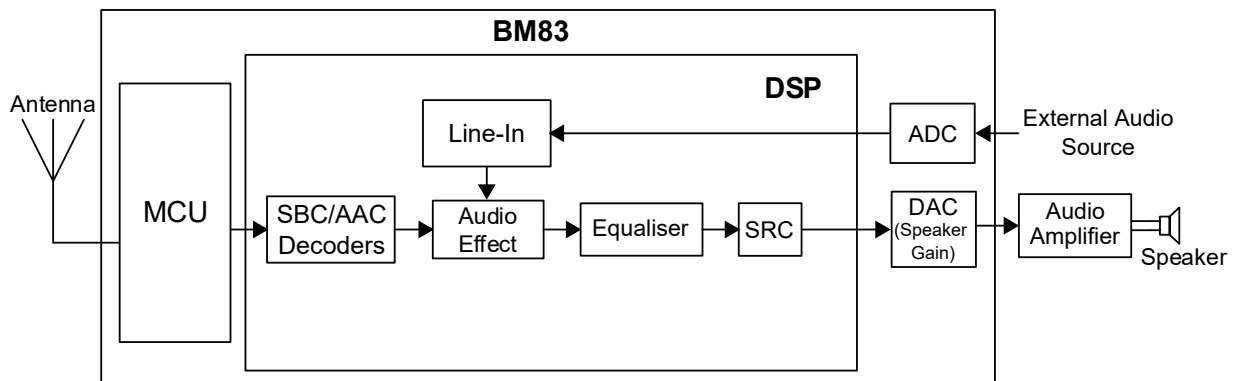 BM83
DSP
Antenna
MCU
Line-In
ADC
External Audio
Source
SBC/AAC
Decoders
Audio
Effect
Equaliser
SRC
DAC
(Speaker
Gain)
Audio
Amplifier
Speaker